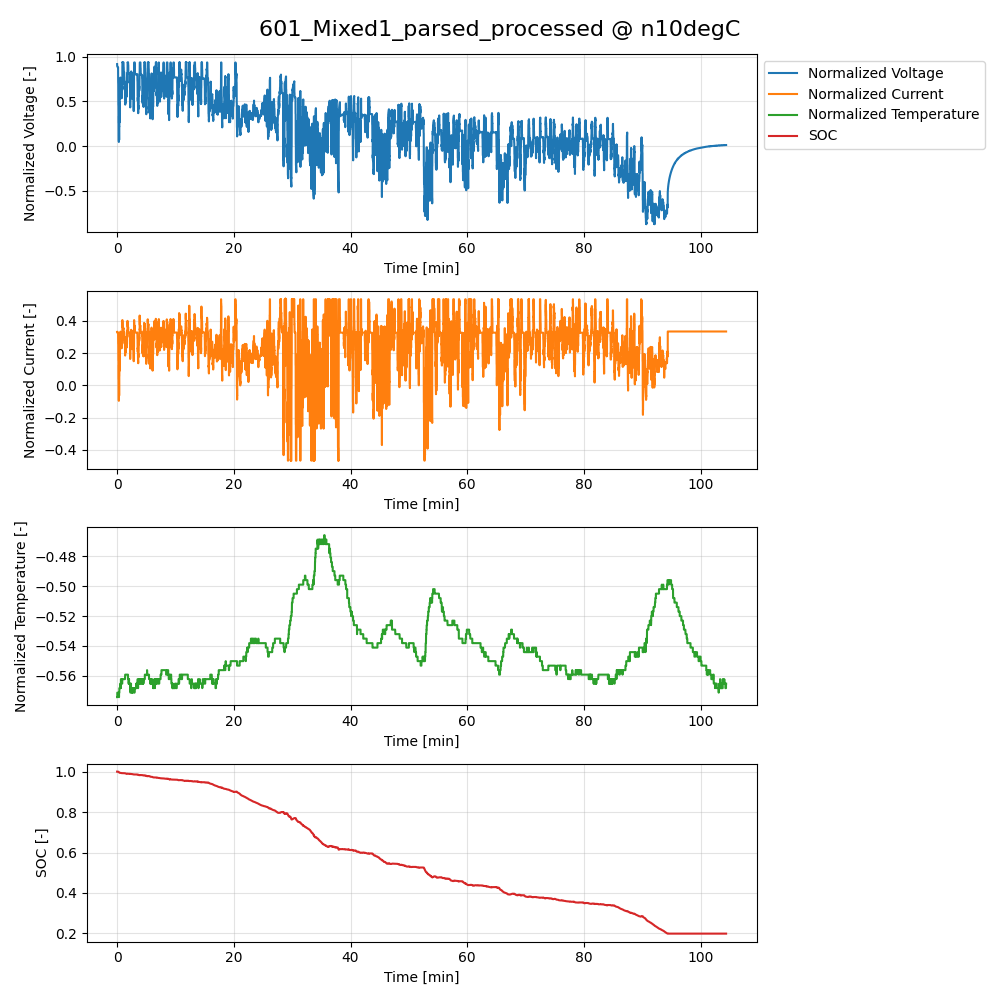 601_Mixed1_parsed_processed @ n10degC
Normalized Voltage [-]
1.0
0.5
0.0
−0.5
0 20 40 60 80 100
Time [min]
Normalized Voltage
Normalized Current
Normalized Temperature
SOC
Normalized Current [-]
0.4
0.2
0.0
−0.2
−0.4
0 20 40 60 80 100
Time [min]
Normalized Temperature [-]
−0.48
−0.50
−0.52
−0.54
−0.56
0 20 40 60 80 100
Time [min]
SOC [-]
1.0
0.8
0.6
0.4
0.2
0 20 40 60 80 100
Time [min]